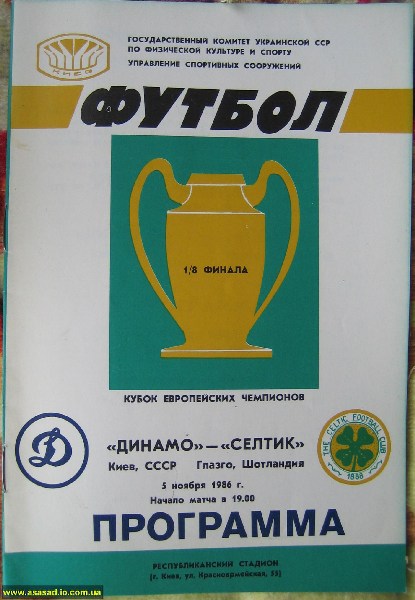 ГОСУДАРСТВЕННЫЙ КОМИТЕТ УКРАИНСКОЙ ССР
ПО ФИЗИЧЕСКОЙ КУЛЬТУРЕ И СПОРТУ
УПРАВЛЕНИЕ СПОРТИВНЫХ СООРУЖЕНИЙ
КИЕВ
ФУТБОЛ
1/8 ФИНАЛА
КУБОК ЕВРОПЕЙСКИХ ЧЕМПИОНОВ
«ДИНАМО»—«СЕЛТИК»
Киев, СССР Глазго, Шотландия
5 ноября 1986 г.
Начало матча в 19.00
Д
THE CELTIC FOOTBALL CLUB
1888
ПРОГРАММА
РЕСПУБЛИКАНСКИЙ СТАДИОН
(г. Киев, ул. Красноармейская, 55)
www.asasad.io.com.ua